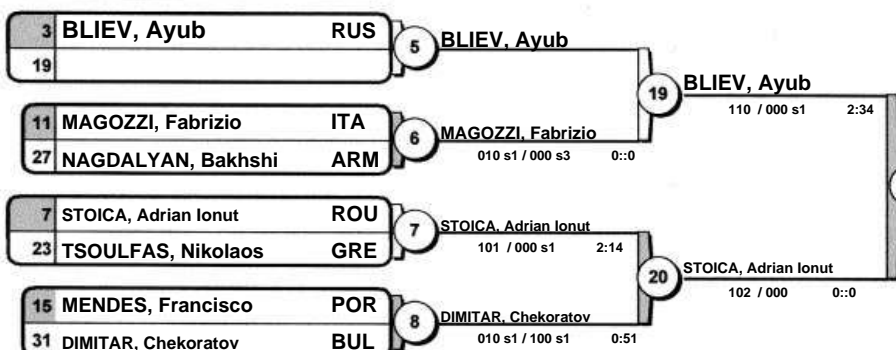 3 BLIEV, Ayub RUS
19
5
BLIEV, Ayub
11 MAGOZZI, Fabrizio ITA
27 NAGDALYAN, Bakhshi ARM
6
MAGOZZI, Fabrizio
010 s1 / 000 s3 0::0
19
BLIEV, Ayub
110 / 000 s1 2:34
7 STOICA, Adrian Ionut ROU
23 TSOULFAS, Nikolaos GRE
7
STOICA, Adrian Ionut
101 / 000 s1 2:14
15 MENDES, Francisco POR
31 DIMITAR, Chekoratov BUL
8
DIMITAR, Chekoratov
010 s1 / 100 s1 0:51
20
STOICA, Adrian Ionut
102 / 000 0::0